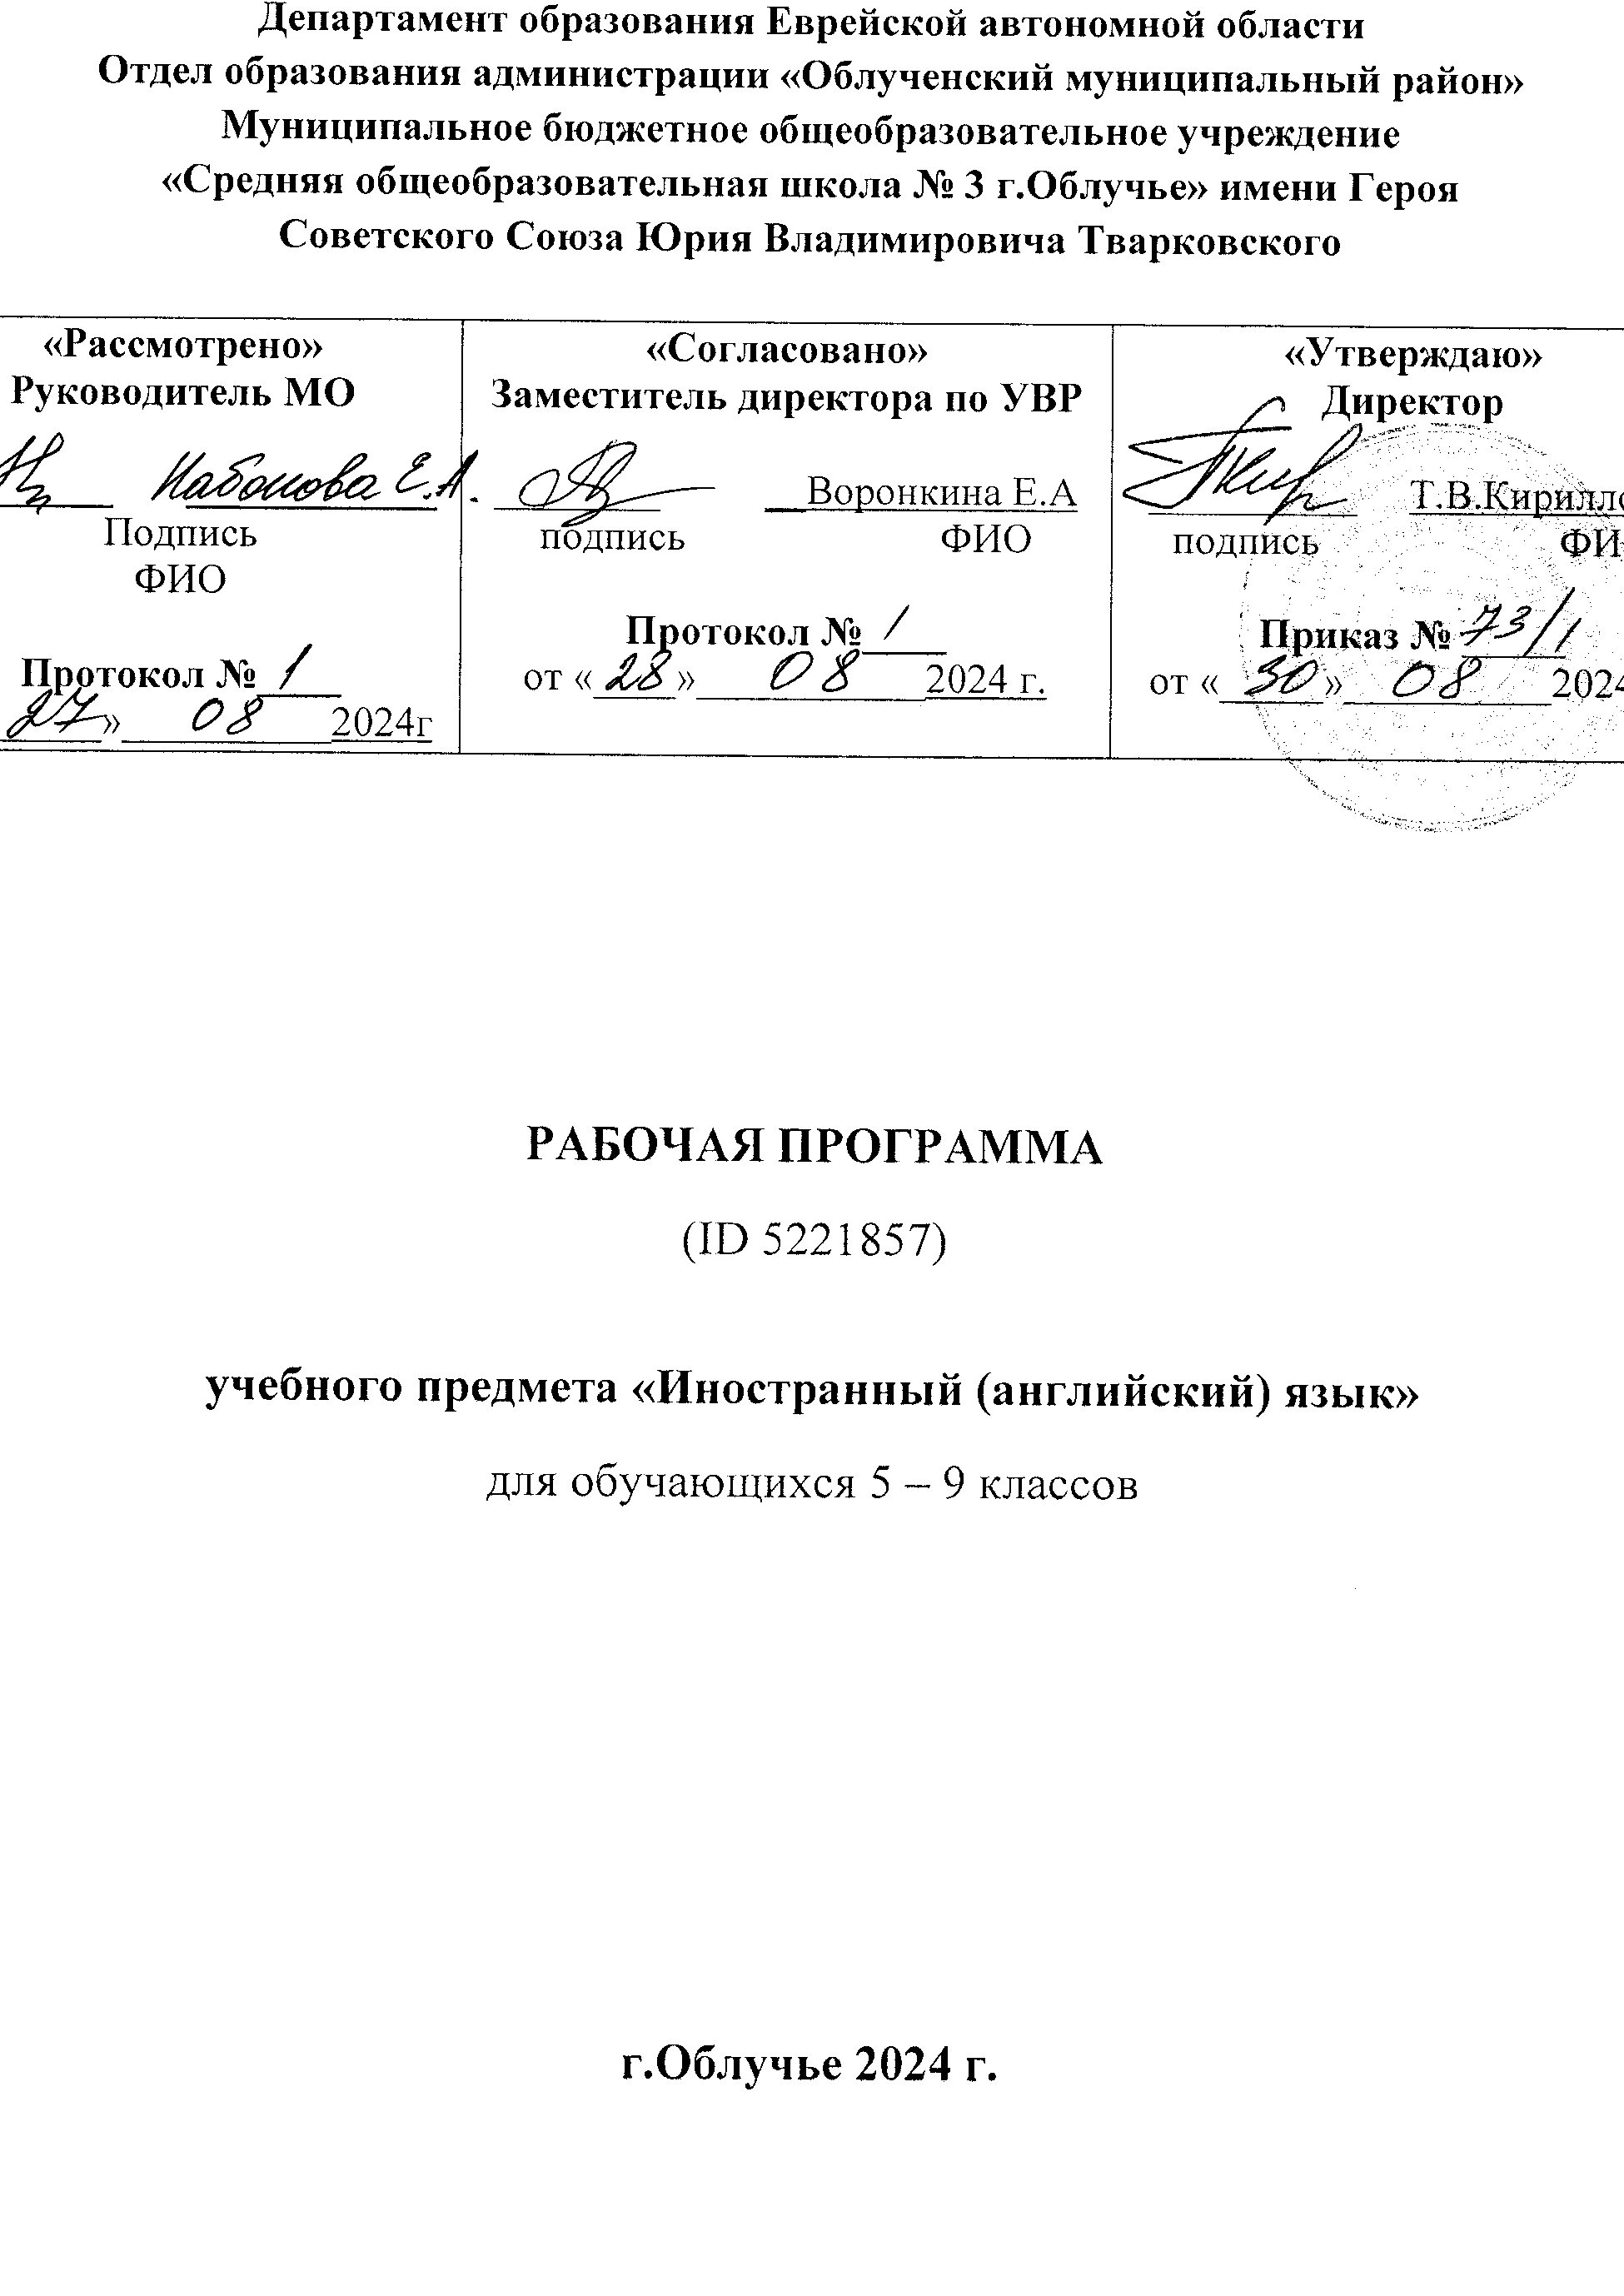 Департамент образования Еврейской автономной области
Отдел образования администрации «Облученский муниципальный район»
Муниципальное бюджетное общеобразовательное учреждение
«Средняя общеобразовательная школа № 3 г.Облучье» имени Героя
Советского Союза Юрия Владимировича Тварковского
«Рассмотрено»
Руководитель МО
Е.А.
Подпись
ФИО
Протокол № 1
27» 08 2024г
«Согласовано»
Заместитель директора по УВР
Воронкина Е.А
подпись ФИО
Протокол № 1
от «28» 08 2024 г.
«Утверждаю»
Директор
Т.В.Кирилло
подпись ФИ
Приказ № 73/1
от «30» 08 2024
РАБОЧАЯ ПРОГРАММА
(ID 5221857)
учебного предмета «Иностранный (английский) язык»
для обучающихся 5 – 9 классов
г.Облучье 2024 г.